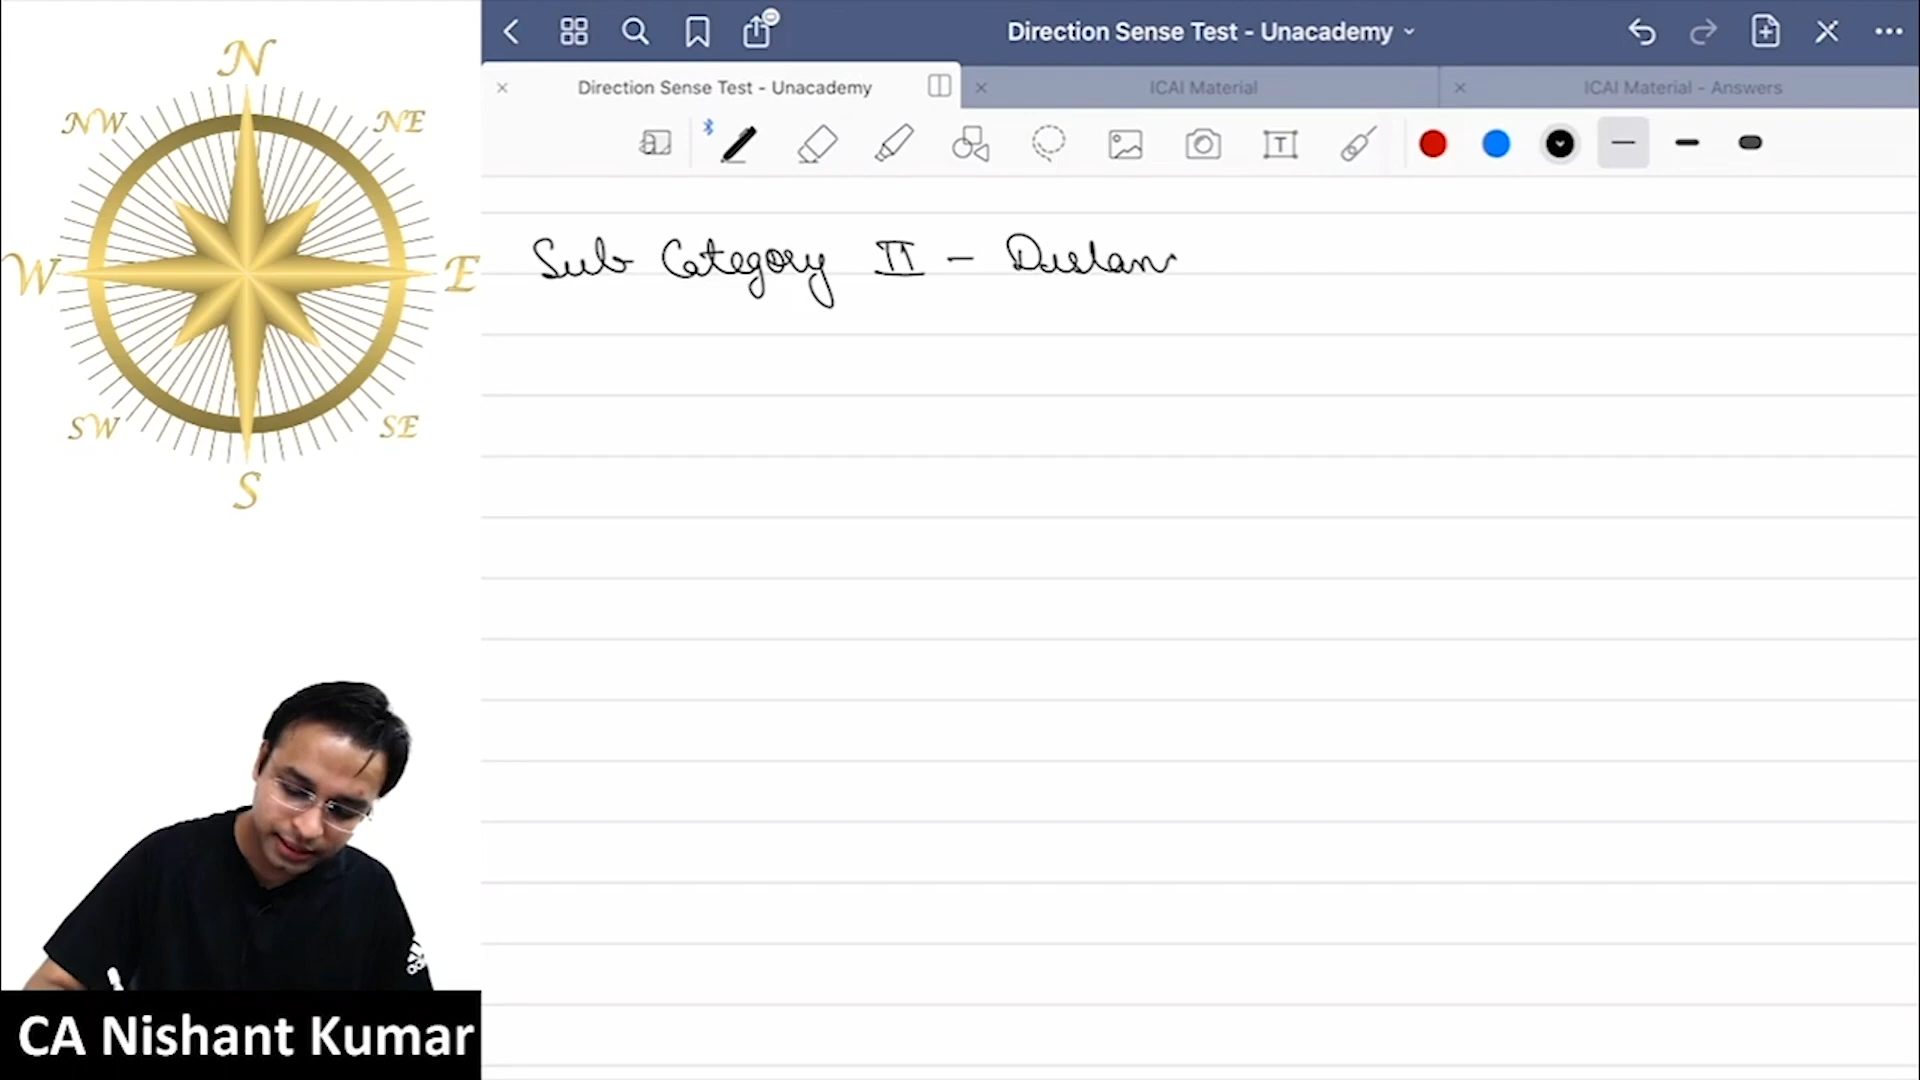 N
NW NE
W E
SW SE
S
CA Nishant Kumar
Direction Sense Test - Unacademy
Direction Sense Test - Unacademy
ICAI Material
ICAI Material - Answers
Sub Category II - Distan